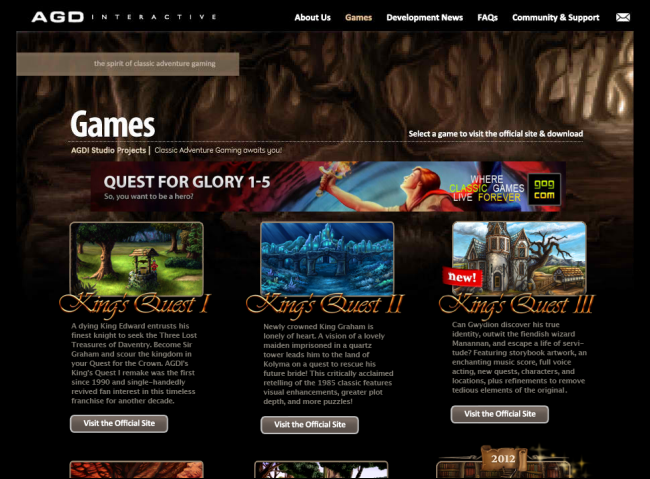 AGD INTERACTIVE
About Us Games Development News FAQs Community & Support
the spirit of classic adventure gaming
Games
Select a game to visit the official site & download
AGDI Studio Projects | Classic Adventure Gaming awaits you!
QUEST FOR GLORY 1-5
So, you want to be a hero?
WHERE
CLASSIC GAMES
LIVE FOREVER
gog
com
King's Quest I
A dying King Edward entrusts his
finest knight to seek the Three Lost
Treasures of Daventry. Become Sir
Graham and scour the kingdom in
your Quest for the Crown. AGDI's
King's Quest I remake was the first
since 1990 and single-handedly
revived fan interest in this timeless
franchise for another decade.
Visit the Official Site
King's Quest II
Newly crowned King Graham is
lonely of heart. A vision of a lovely
maiden imprisoned in a quartz
tower leads him to the land of
Kolyma on a quest to rescue his
future bride! This critically acclaimed
retelling of the 1985 classic features
visual enhancements, greater plot
depth, and more puzzles!
Visit the Official Site
new!
King's Quest III
Can Gwydion discover his true
identity, outwit the fiendish wizard
Manannan, and escape a life of servi-
tude? Featuring storybook artwork, an
enchanting music score, full voice
acting, new quests, characters, and
locations, plus refinements to remove
tedious elements of the original.
Visit the Official Site
2012